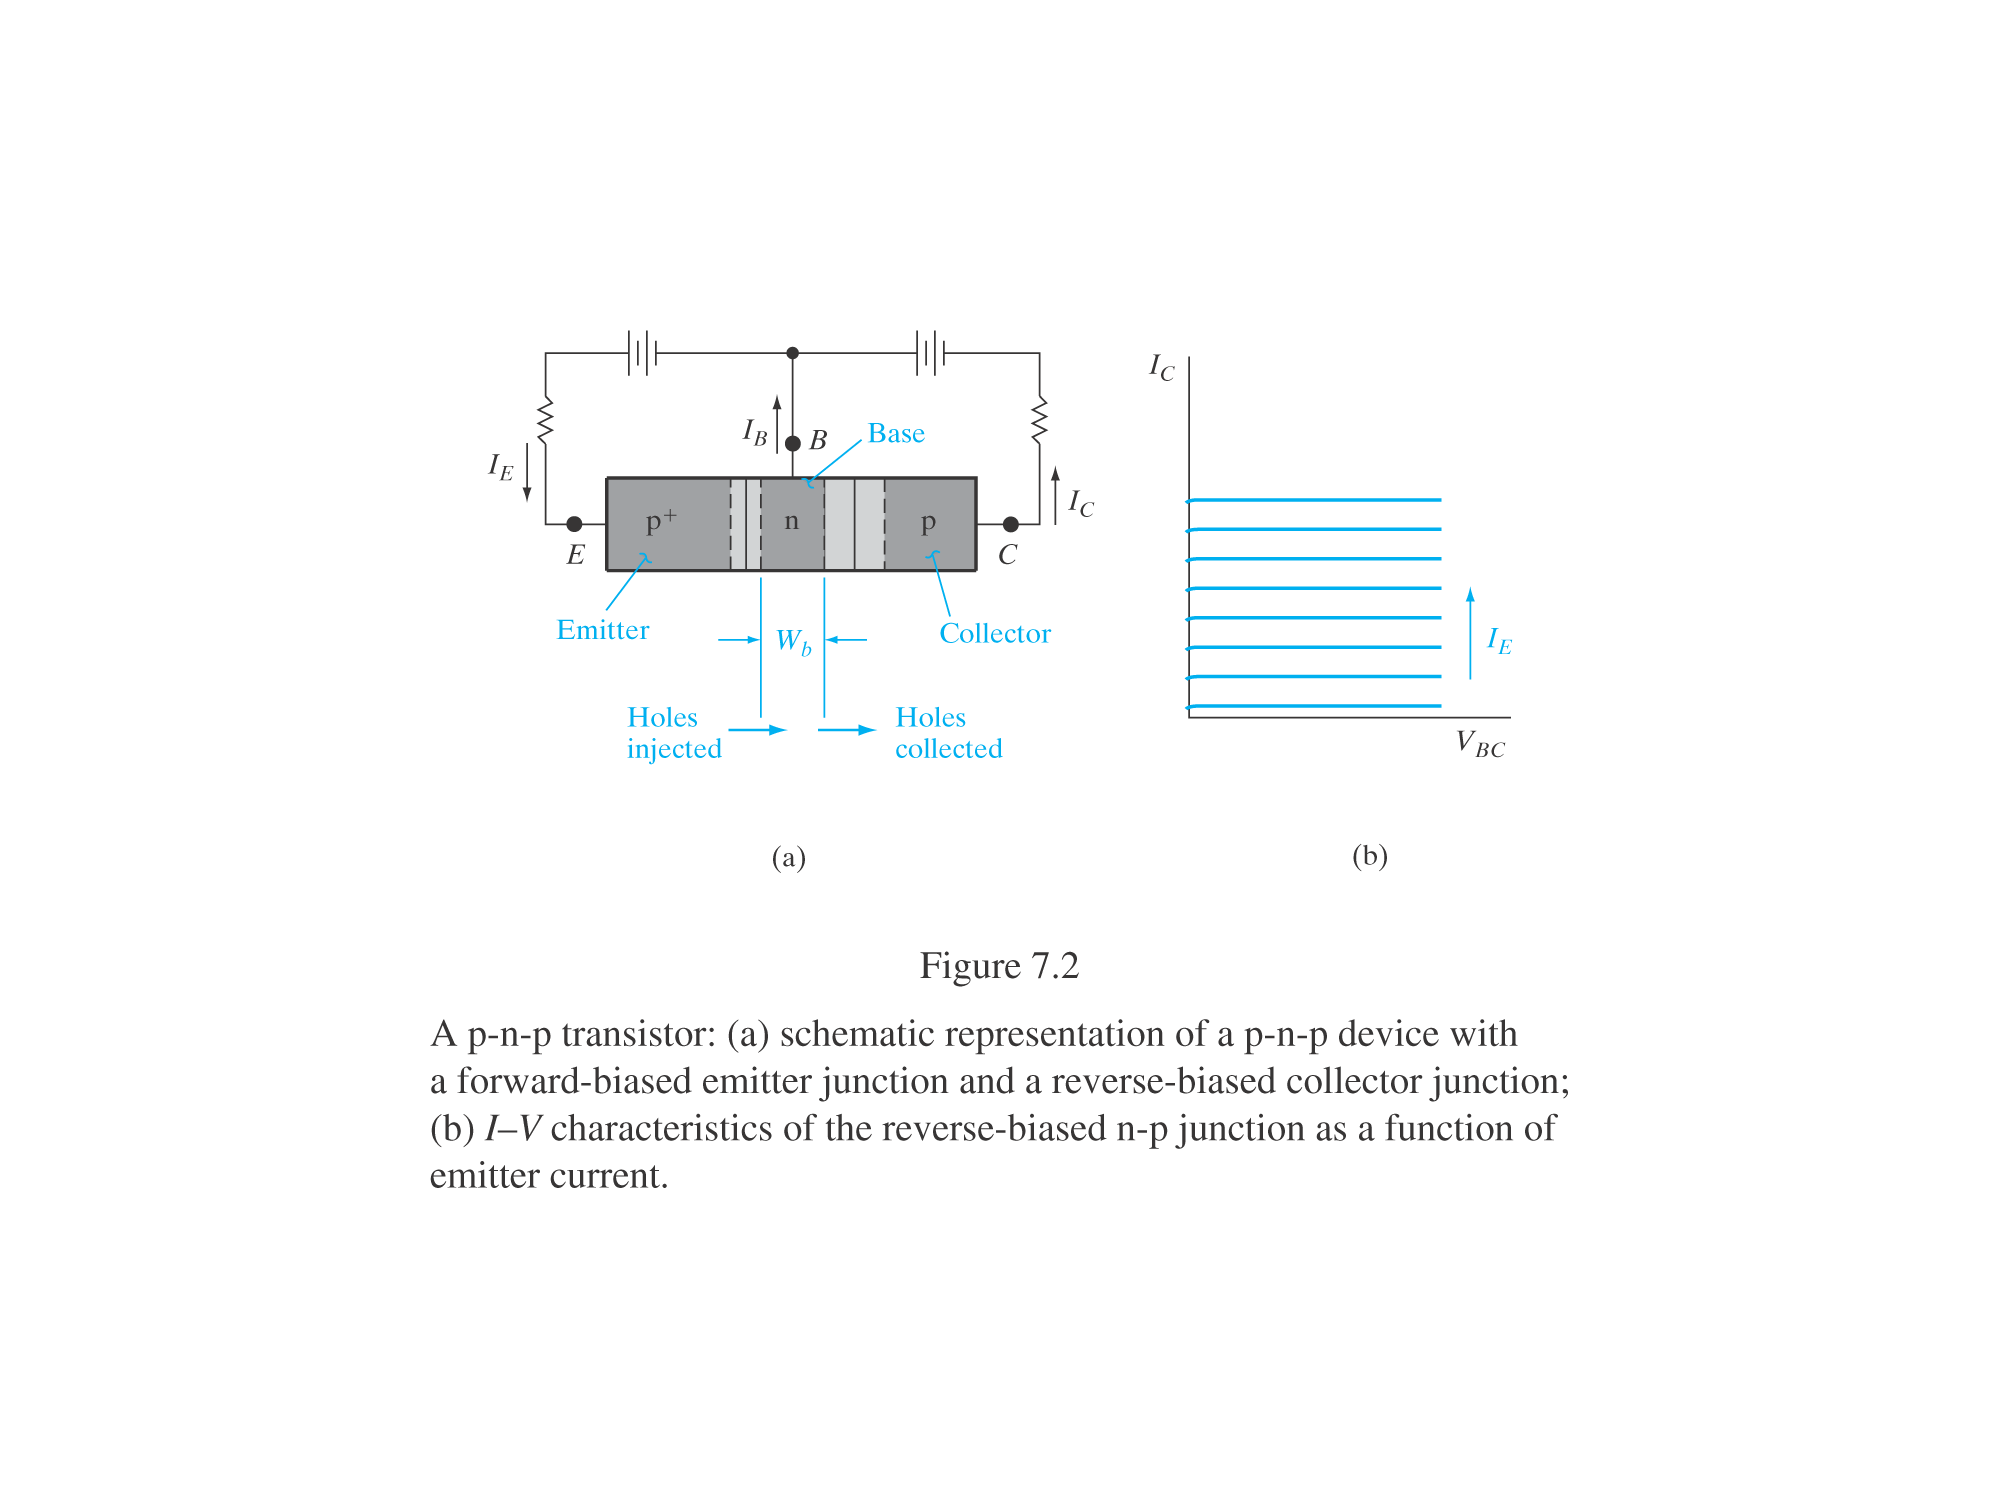 I_B
B
Base
I_E
I_C
p+
n
p
E
C
Emitter
W_b
Collector
Holes
injected
Holes
collected
(a)
I_C
I_E
V_BC
(b)
Figure 7.2
A p-n-p transistor: (a) schematic representation of a p-n-p device with
a forward-biased emitter junction and a reverse-biased collector junction;
(b) I–V characteristics of the reverse-biased n-p junction as a function of
emitter current.